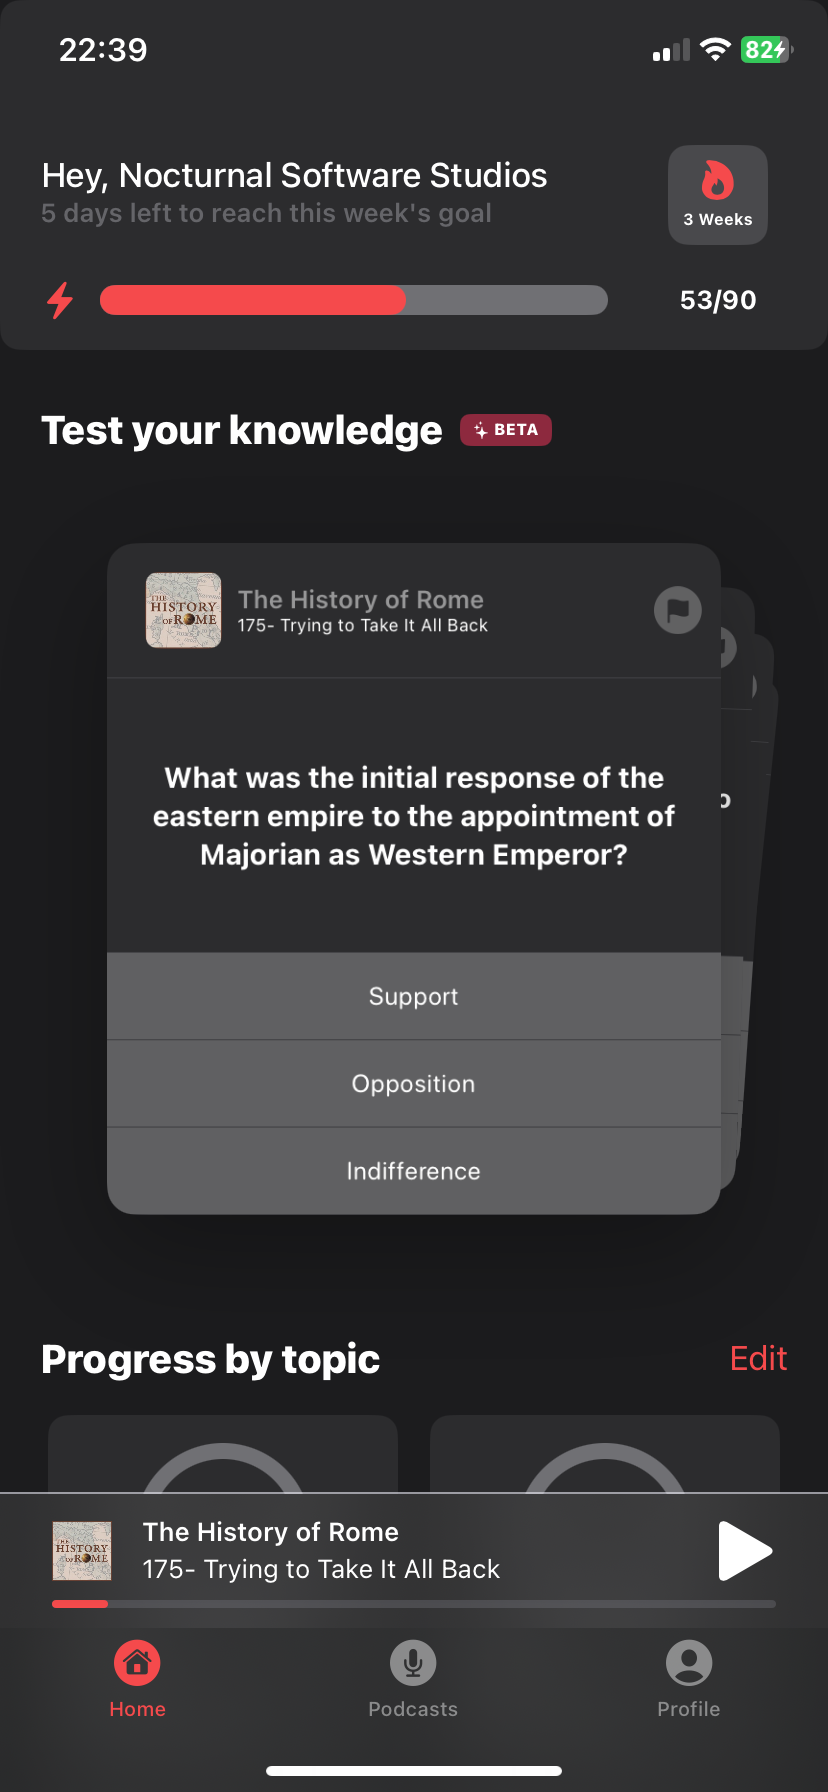 22:39
82
Hey, Nocturnal Software Studios
5 days left to reach this week's goal
3 Weeks
53/90
Test your knowledge
BETA
THE
HISTORY
OF ROME
The History of Rome
175- Trying to Take It All Back
What was the initial response of the
eastern empire to the appointment of
Majorian as Western Emperor?
Support
Opposition
Indifference
Progress by topic
Edit
THE
HISTORY
OF ROME
The History of Rome
175- Trying to Take It All Back
Home
Podcasts
Profile